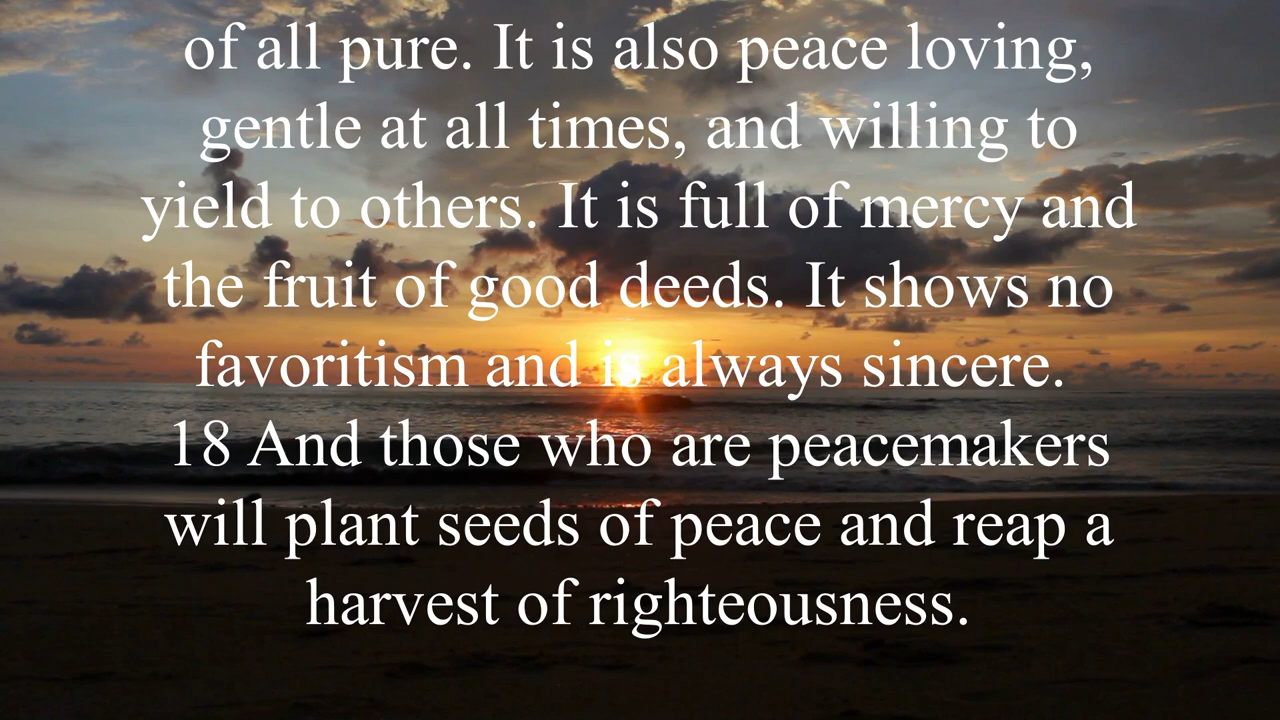 of all pure. It is also peace loving,
gentle at all times, and willing to
yield to others. It is full of mercy and
the fruit of good deeds. It shows no
favoritism and is always sincere.
18 And those who are peacemakers
will plant seeds of peace and reap a
harvest of righteousness.